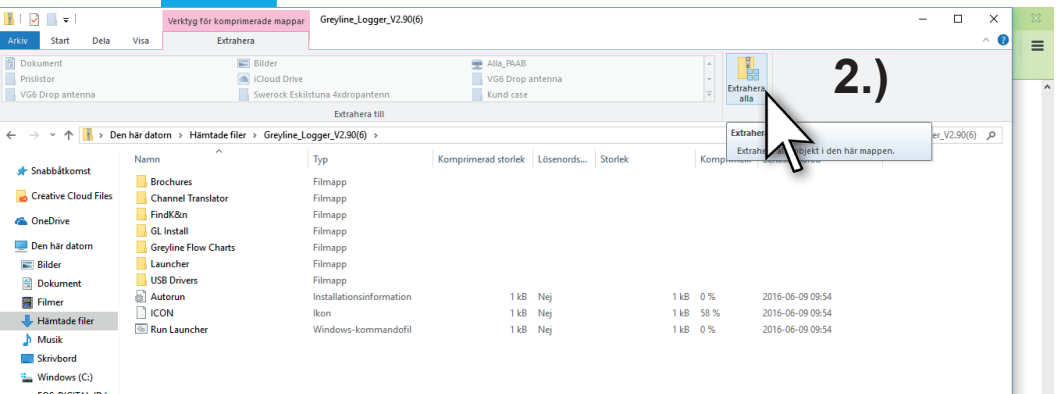 Verktyg för komprimerade mappar
Greyline_Logger_V2.90(6)
Arkiv Start Dela Visa Extrahera
Dokument Bilder Alla_PAAB
Prislistor iCloud Drive VG6 Drop antenna
VG6 Drop antenna Swerock Eskilstuna 4xdropantenn Kund case
Extrahera alla
2.)
Extrahera till
Den här datorn > Hämtade filer > Greyline_Logger_V2.90(6) >
er_V2.90(6)
objekt i den här mappen.
Namn Typ Komprimerad storlek Lösenords... Storlek
Snabbåtkomst
Creative Cloud Files
OneDrive
Den här datorn
Bilder
Dokument
Filmer
Hämtade filer
Musik
Skrivbord
Windows (C:)
Brochures Filmapp
Channel Translator Filmapp
FindK&n Filmapp
GL Install Filmapp
Greyline Flow Charts Filmapp
Launcher Filmapp
USB Drivers Filmapp
Autorun Installationsinformation 1 kB Nej 1 kB 0 % 2016-06-09 09:54
ICON Ikon 1 kB Nej 1 kB 58 % 2016-06-09 09:54
Run Launcher Windows-kommandofil 1 kB Nej 1 kB 0 % 2016-06-09 09:54